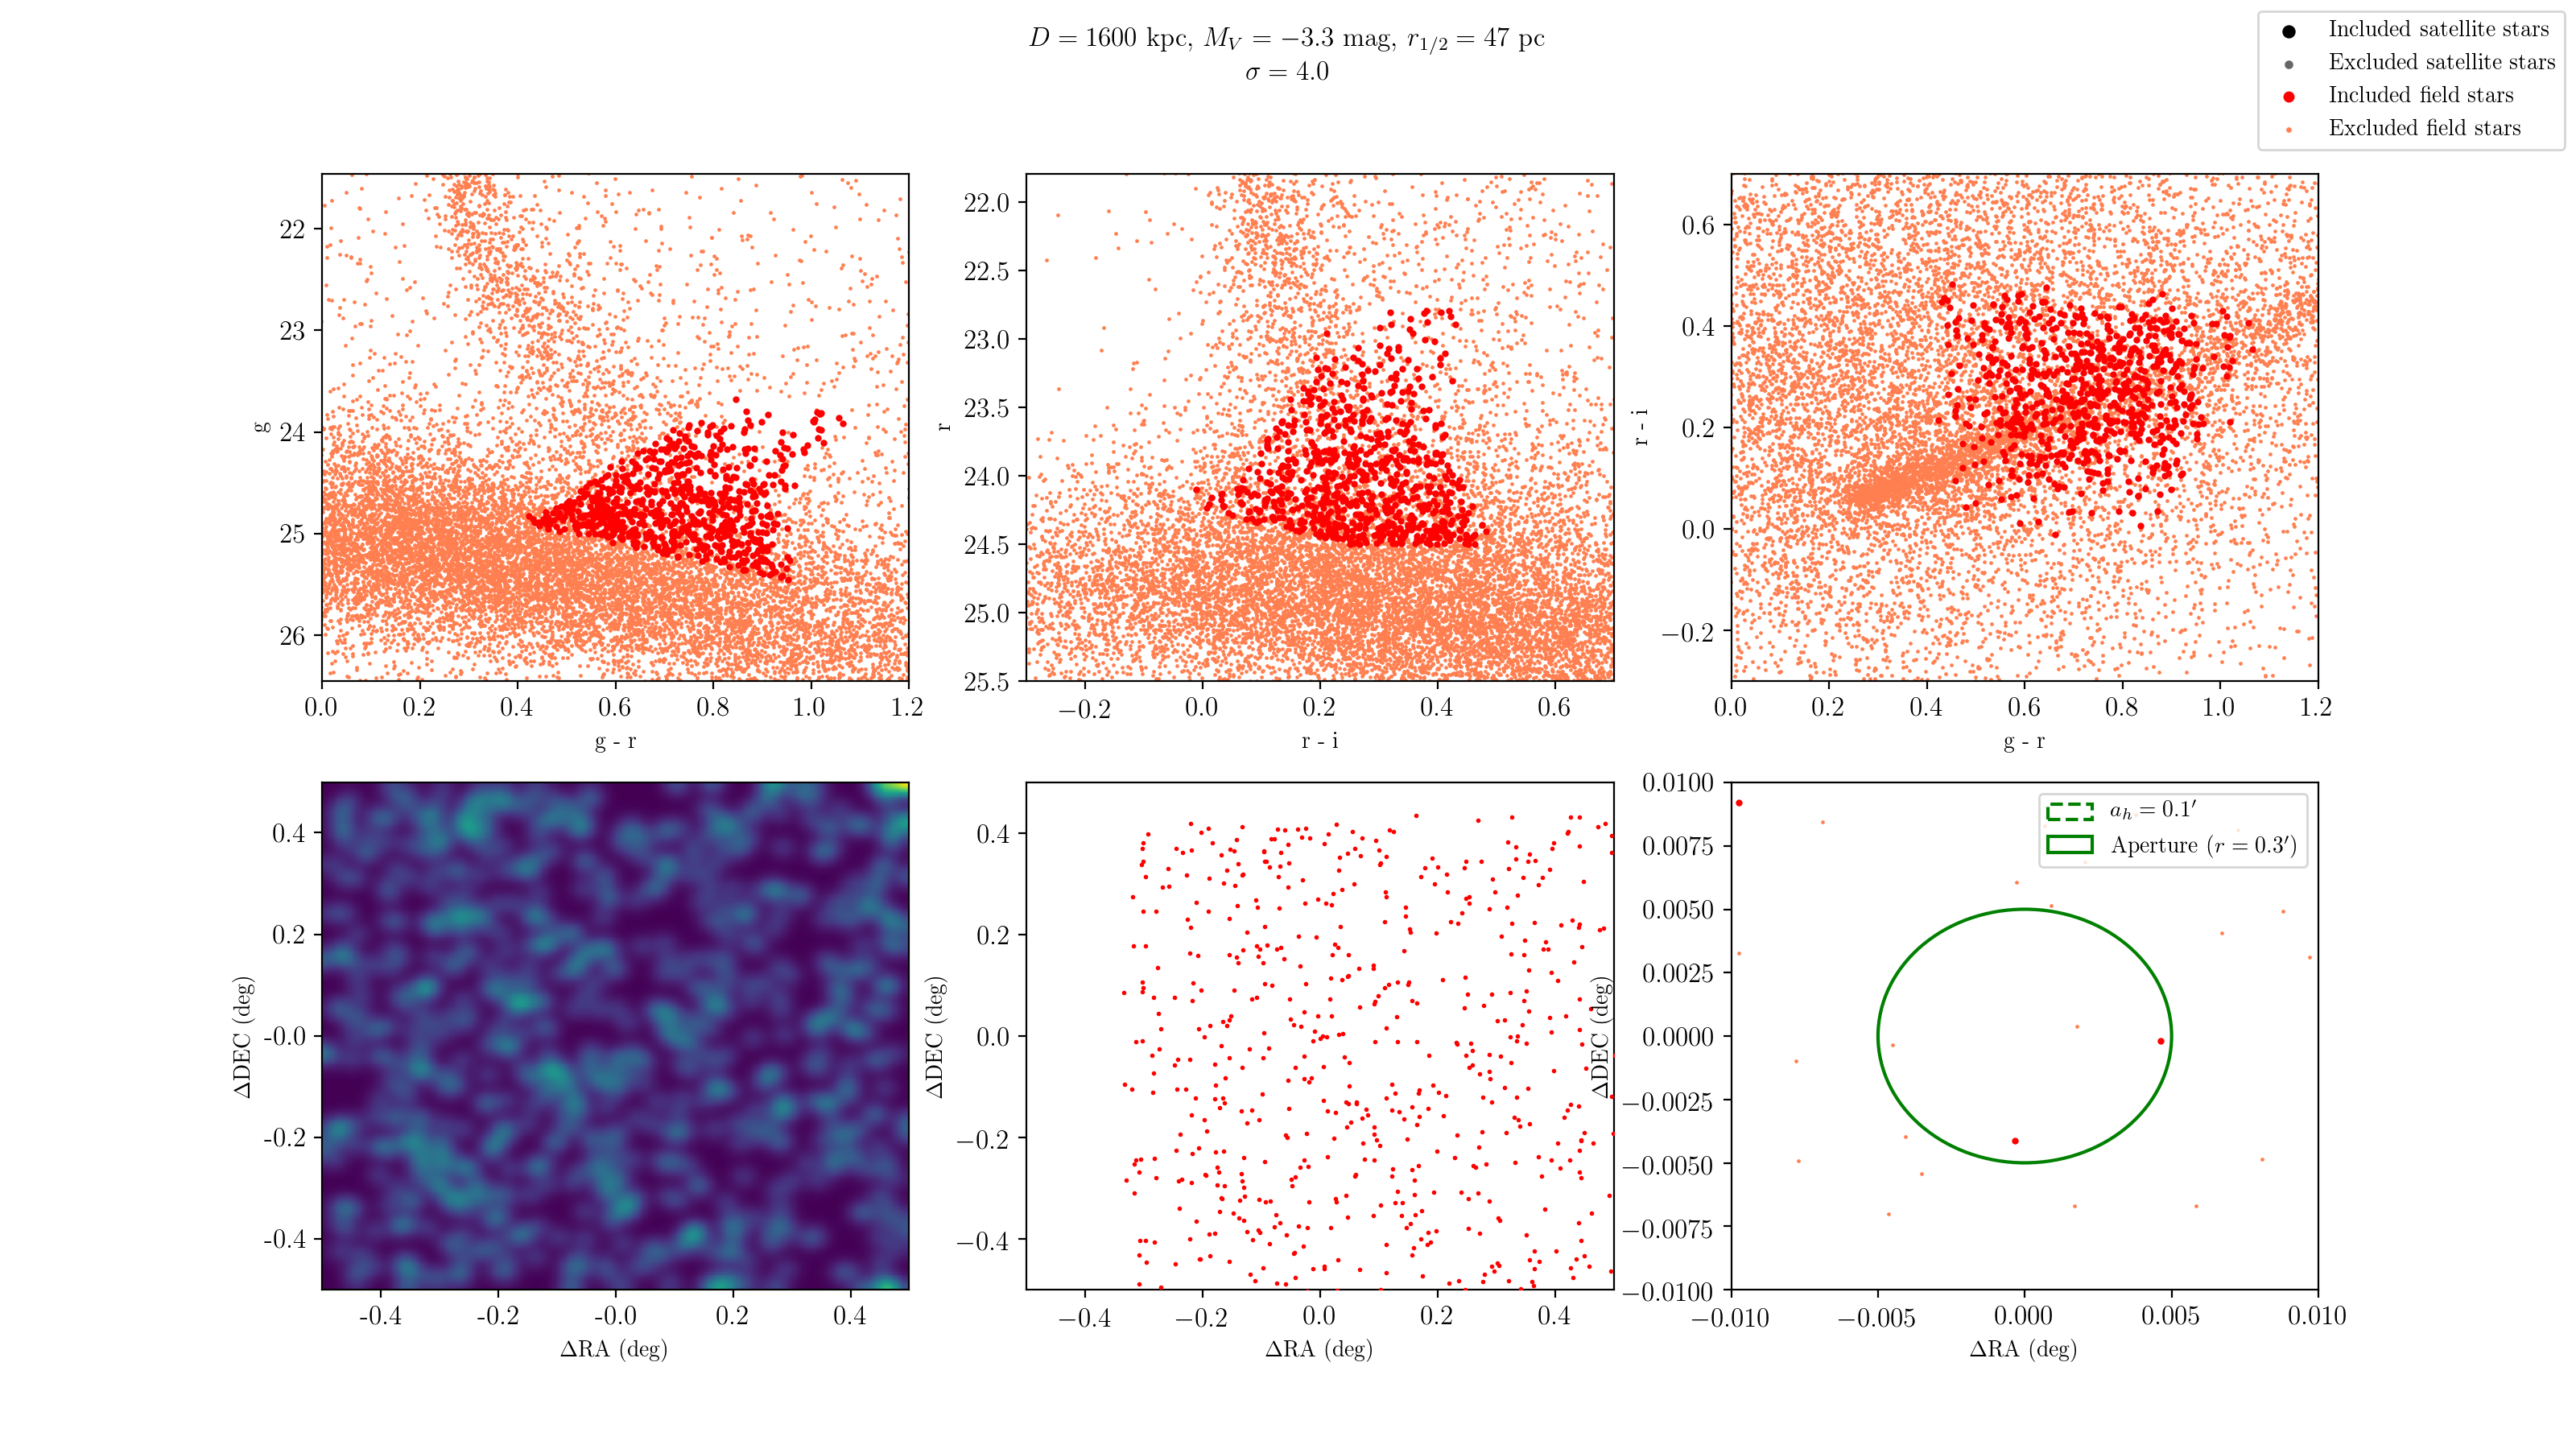 D = 1600 kpc, M_V = −3.3 mag, r_{1/2} = 47 pc
σ = 4.0
Included satellite stars
Excluded satellite stars
Included field stars
Excluded field stars
22
23
24
25
26
g
0.0 0.2 0.4 0.6 0.8 1.0 1.2
g - r
22.0
22.5
23.0
23.5
24.0
24.5
25.0
25.5
r
−0.2 0.0 0.2 0.4 0.6
r - i
0.6
0.4
0.2
0.0
−0.2
r - i
0.0 0.2 0.4 0.6 0.8 1.0 1.2
g - r
0.4
0.2
-0.0
-0.2
-0.4
ΔDEC (deg)
-0.4 -0.2 -0.0 0.2 0.4
ΔRA (deg)
0.4
0.2
0.0
−0.2
−0.4
ΔDEC (deg)
−0.4 −0.2 0.0 0.2 0.4
ΔRA (deg)
0.0100
0.0075
0.0050
0.0025
0.0000
−0.0025
−0.0050
−0.0075
−0.0100
ΔDEC (deg)
a_h = 0.1′
Aperture (r = 0.3′)
−0.010 −0.005 0.000 0.005 0.010
ΔRA (deg)